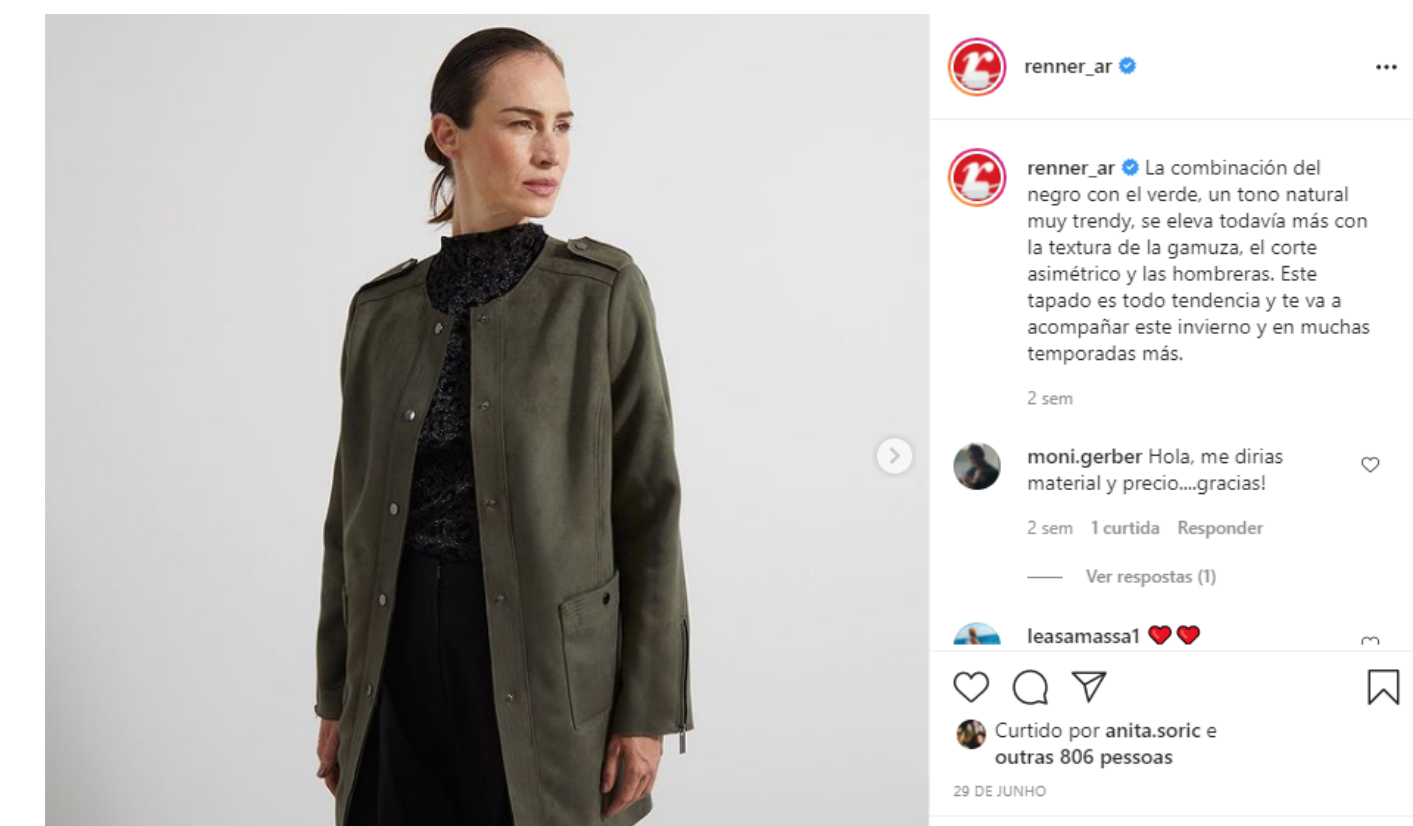 renner_ar
renner_ar La combinación del
negro con el verde, un tono natural
muy trendy, se eleva todavía más con
la textura de la gamuza, el corte
asimétrico y las hombreras. Este
tapado es todo tendencia y te va a
acompañar este invierno y en muchas
temporadas más.
2 sem
moni.gerber Hola, me dirias
material y precio....gracias!
2 sem 1 curtida Responder
Ver respostas (1)
leasamassa1 ❤️❤️
Curtido por anita.soric e
outras 806 pessoas
29 DE JUNHO